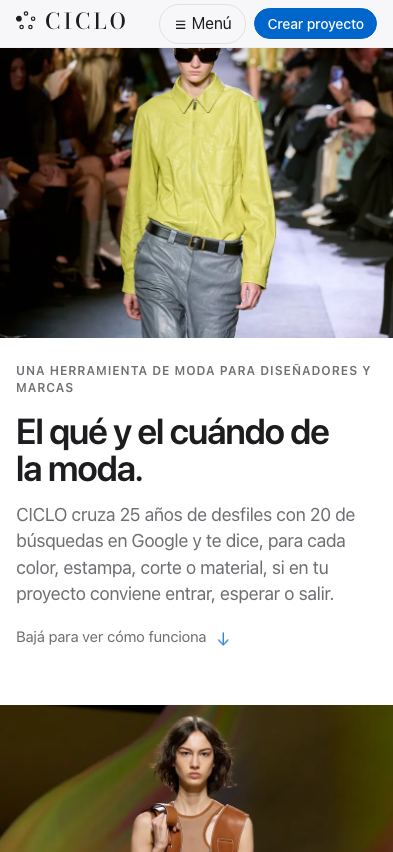 CICLO
Menú
Crear proyecto
UNA HERRAMIENTA DE MODA PARA DISEÑADORES Y
MARCAS
El qué y el cuándo de
la moda.
CICLO cruza 25 años de desfiles con 20 de
búsquedas en Google y te dice, para cada
color, estampa, corte o material, si en tu
proyecto conviene entrar, esperar o salir.
Bajá para ver cómo funciona